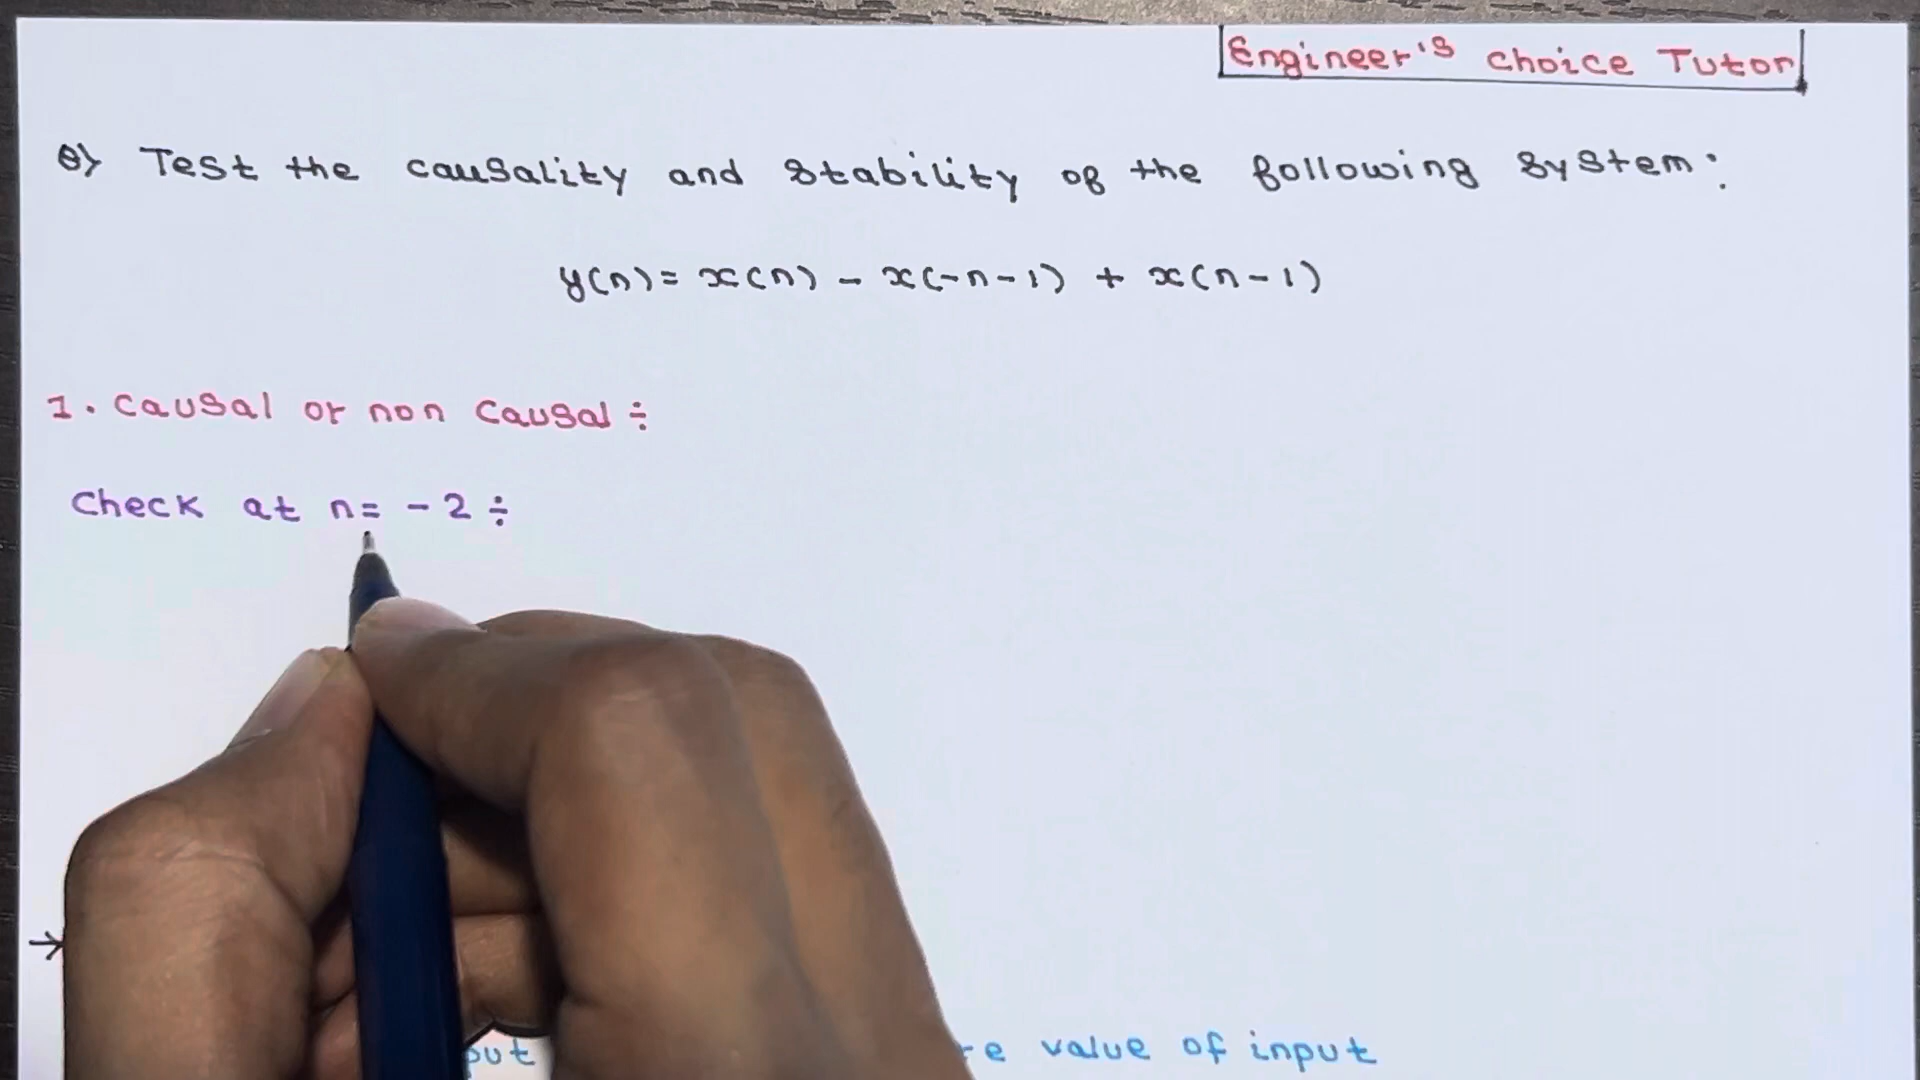 Engineer's choice Tutor
Q) Test the causality and stability of the following system:
y(n) = x(n) - x(-n-1) + x(n-1)
1. Causal or non causal ÷
Check at n = -2 ÷
→
value of input